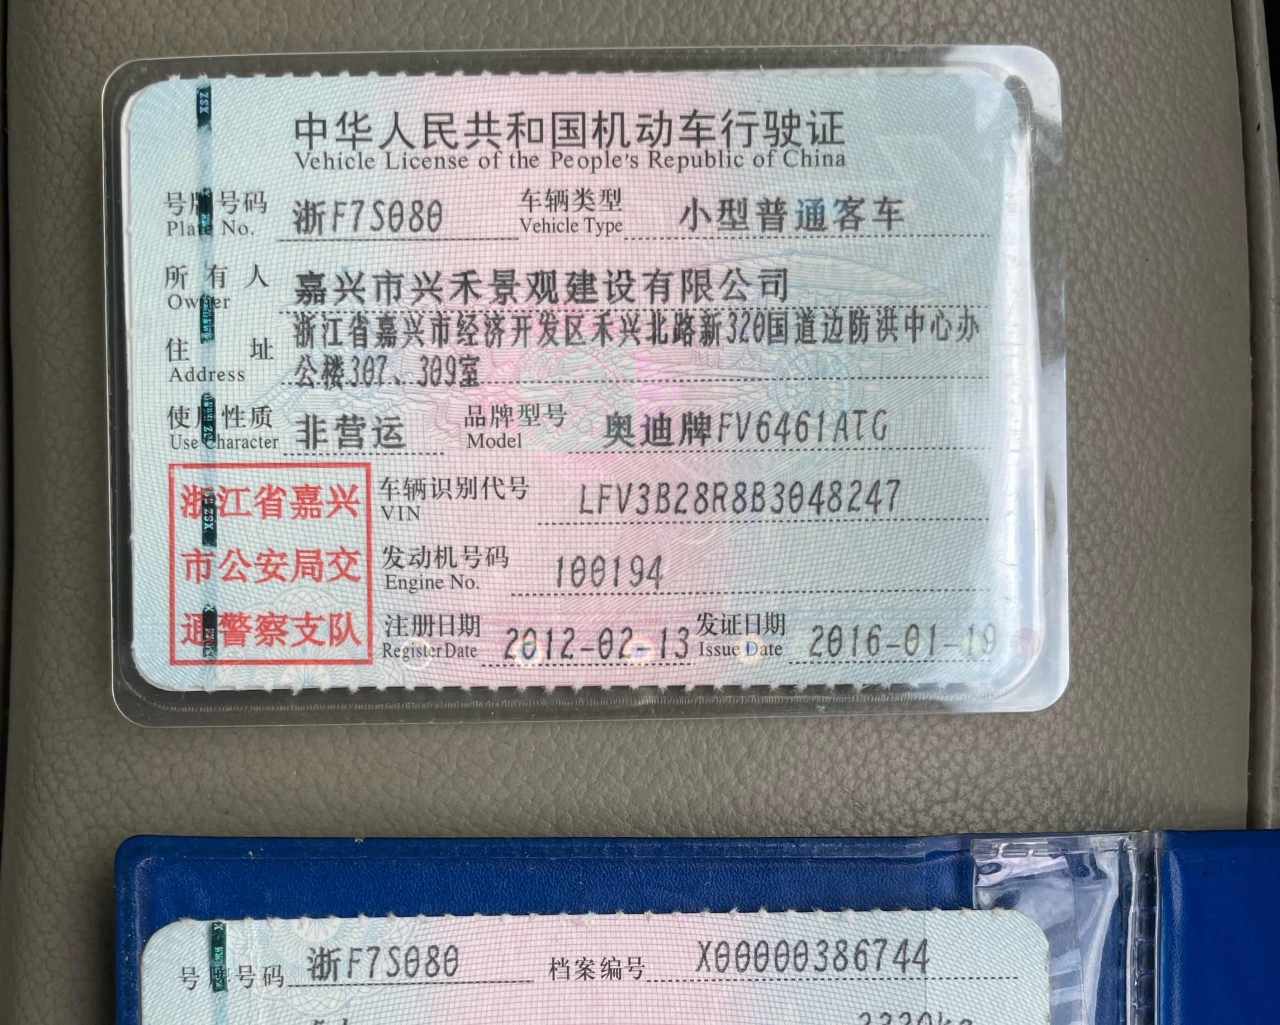 中华人民共和国机动车行驶证
Vehicle License of the People's Republic of China
号牌号码 浙F7S080 车辆类型 小型普通客车
Plate No. Vehicle Type
所有人 嘉兴市兴禾景观建设有限公司
Owner
住址 浙江省嘉兴市经济开发区禾兴北路新320国道边防洪中心办
Address 公楼307、309室
使用性质 非营运 品牌型号 奥迪牌FV6461ATG
Use Character Model
浙江省嘉兴
市公安局交
通警察支队
车辆识别代号 LFV3B28R8B3048247
VIN
发动机号码 100194
Engine No.
注册日期 2012-02-13 发证日期 2016-01-19
Register Date Issue Date
号牌号码 浙F7S080 档案编号 X00000386744